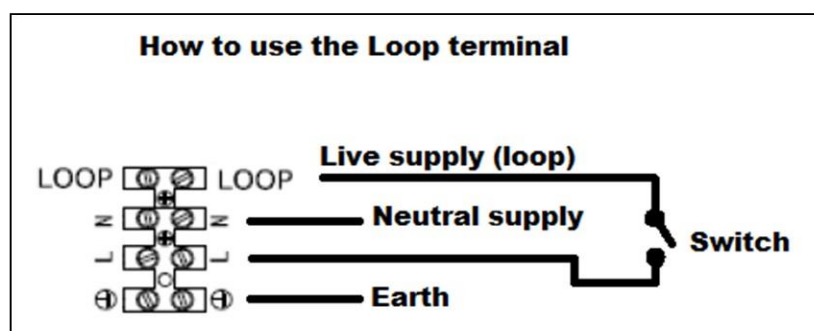 How to use the Loop terminal
Live supply (loop)
LOOP LOOP
N N Neutral supply
Switch
L L
Earth